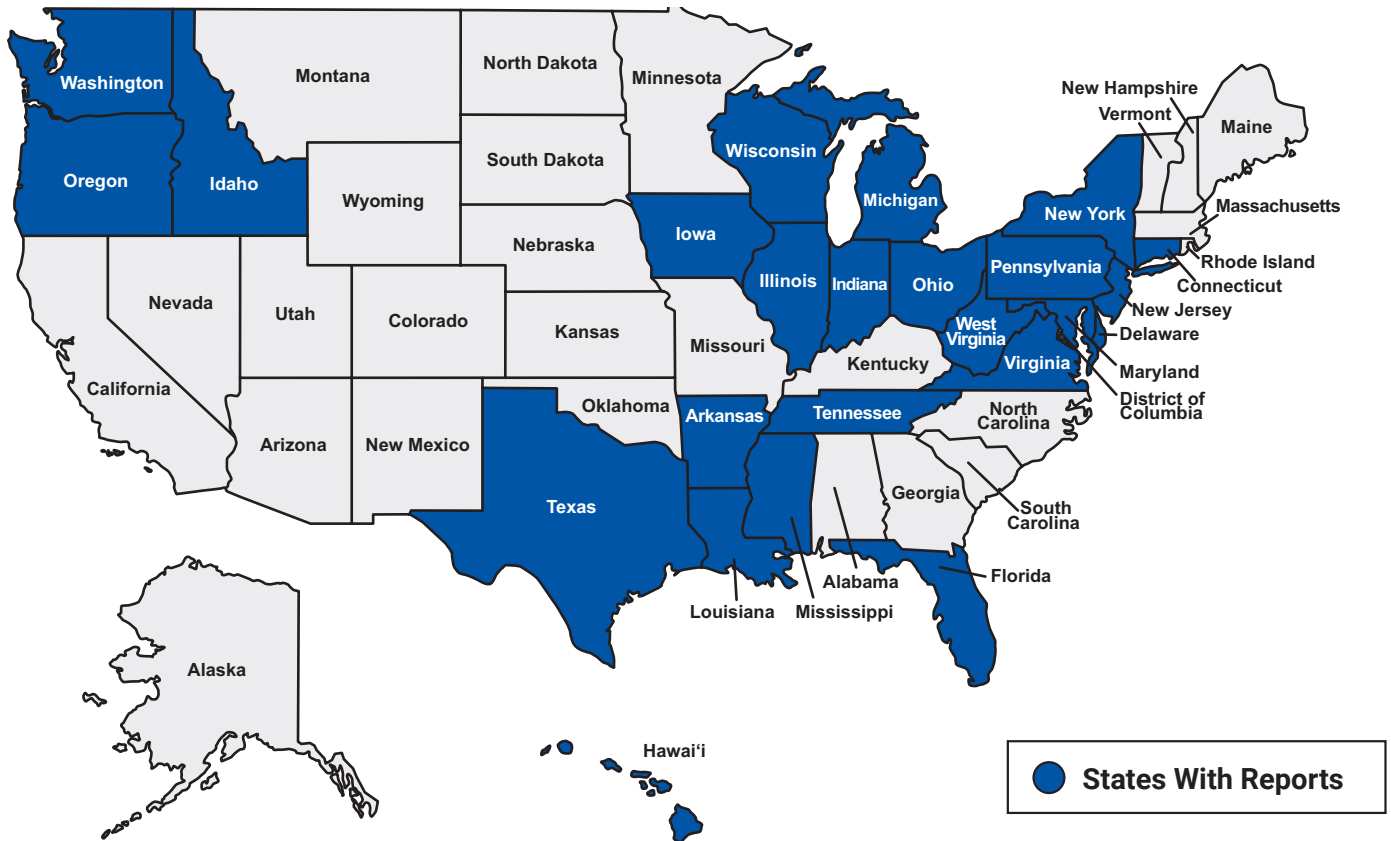 Washington
Montana
North Dakota
Minnesota
New Hampshire
Vermont
Maine
Oregon
Idaho
Wyoming
South Dakota
Wisconsin
Michigan
New York
Massachusetts
Nebraska
Iowa
Rhode Island
Connecticut
Nevada
Utah
Colorado
Kansas
Missouri
Illinois
Indiana
Ohio
Pennsylvania
New Jersey
Delaware
West
Virginia
Virginia
Kentucky
Maryland
District of
Columbia
California
Arizona
New Mexico
Oklahoma
Arkansas
Tennessee
North
Carolina
Texas
Georgia
South
Carolina
Louisiana
Mississippi
Alabama
Florida
Alaska
Hawaiʻi
States With Reports